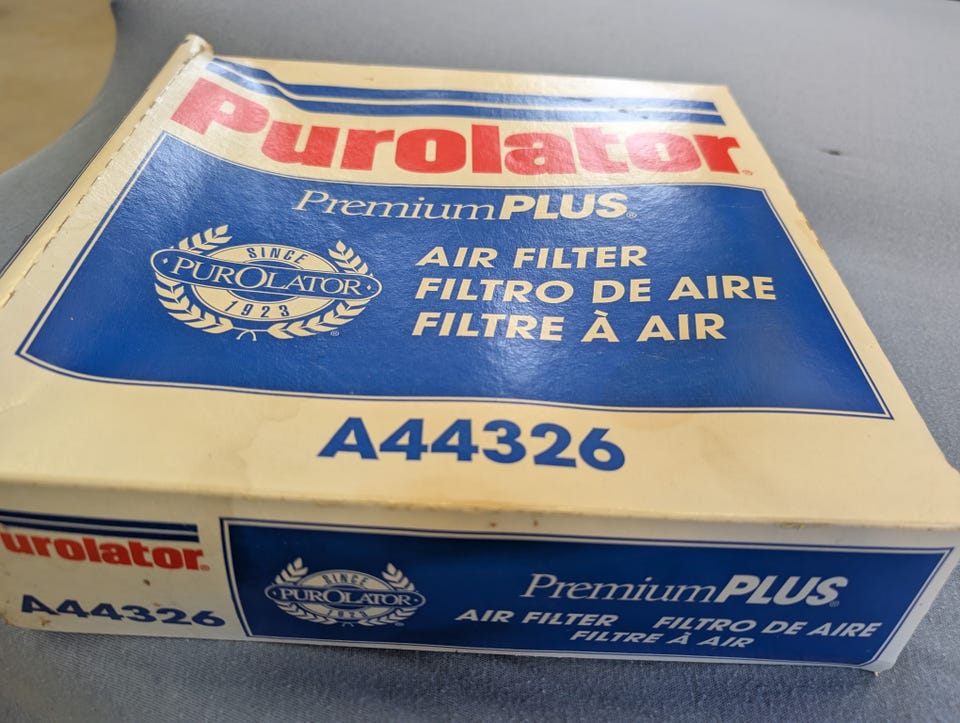 Purolator®
PremiumPLUS®
SINCE
PUROLATOR
1923
®
AIR FILTER
FILTRO DE AIRE
FILTRE À AIR
A44326
urolator®
A44326
SINCE
PUROLATOR
1923
®
PremiumPLUS®
AIR FILTER FILTRO DE AIRE
FILTRE À AIR